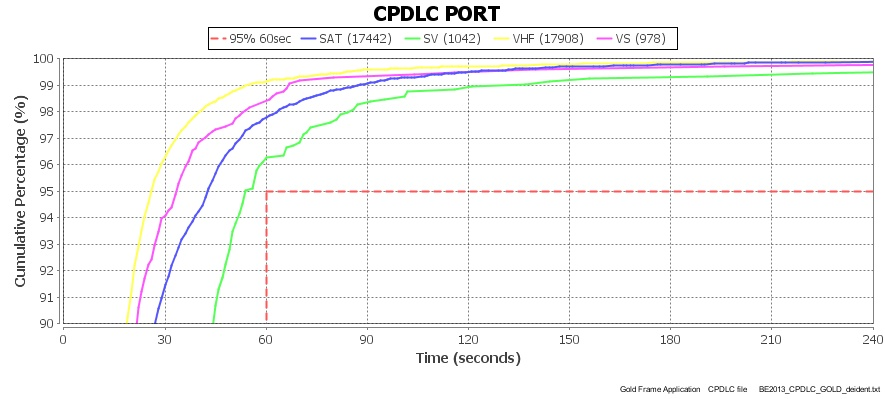 CPDLC PORT
95% 60sec SAT (17442) SV (1042) VHF (17908) VS (978)
Cumulative Percentage (%)
100
99
98
97
96
95
94
93
92
91
90
0 30 60 90 120 150 180 210 240
Time (seconds)
Gold Frame Application CPDLC file BE2013_CPDLC_GOLD_deident.txt